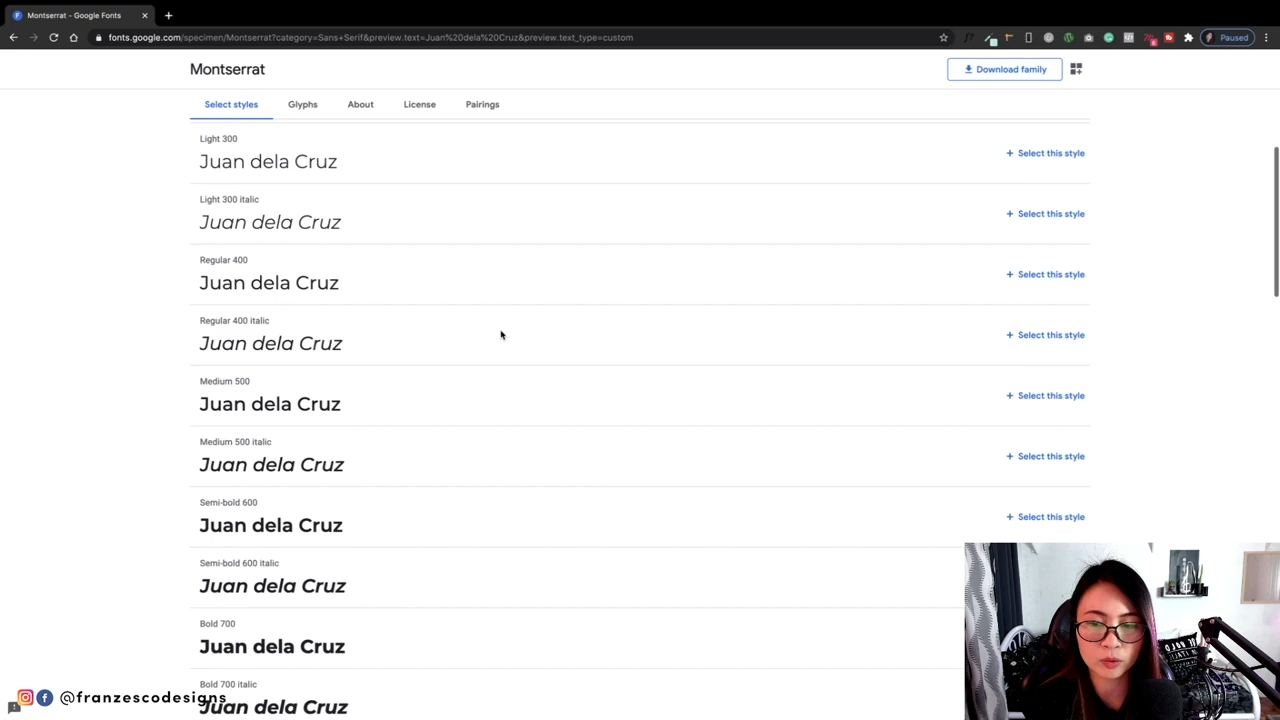 Montserrat - Google Fonts
fonts.google.com/specimen/Montserrat?category=Sans+Serif&preview.text=Juan%20dela%20Cruz&preview.text_type=custom
Paused
Montserrat
Download family
Select styles Glyphs About License Pairings
Light 300
Juan dela Cruz
+ Select this style
Light 300 italic
Juan dela Cruz
+ Select this style
Regular 400
Juan dela Cruz
+ Select this style
Regular 400 italic
Juan dela Cruz
+ Select this style
Medium 500
Juan dela Cruz
+ Select this style
Medium 500 italic
Juan dela Cruz
+ Select this style
Semi-bold 600
Juan dela Cruz
+ Select this style
Semi-bold 600 italic
Juan dela Cruz
Bold 700
Juan dela Cruz
Bold 700 italic
Juan dela Cruz
@franzescodesigns